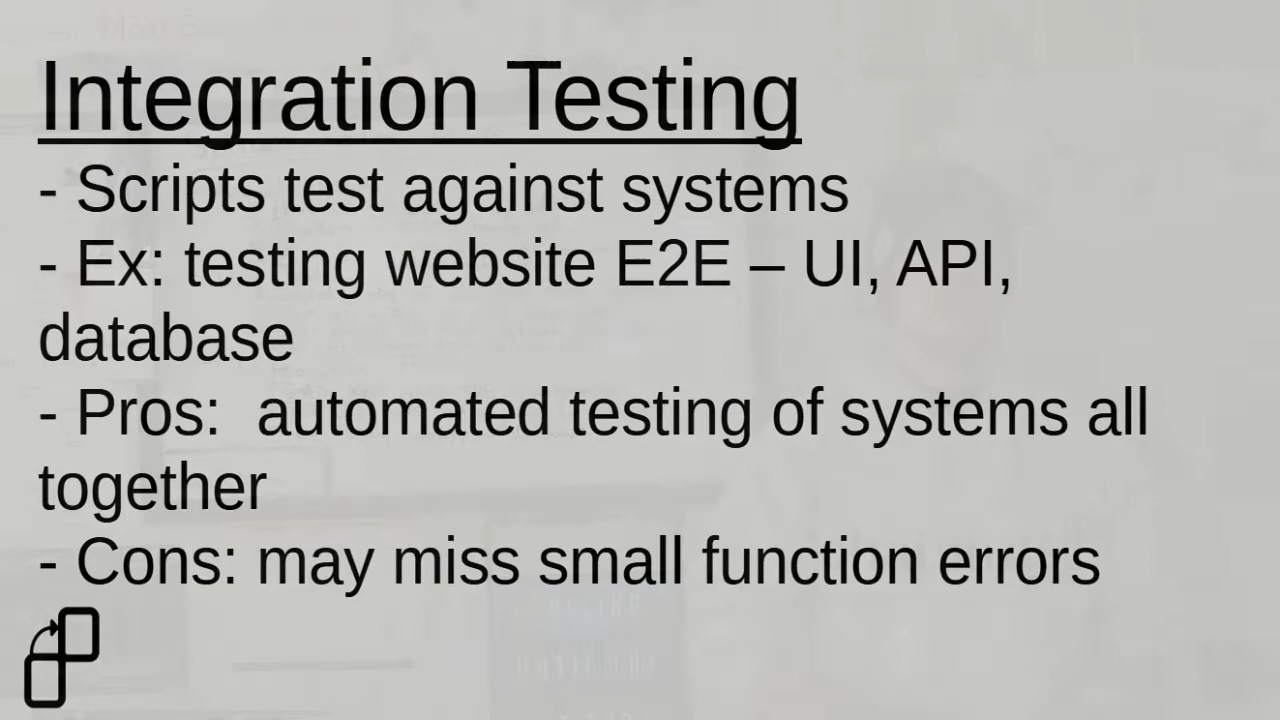 Integration Testing
- Scripts test against systems
- Ex: testing website E2E – UI, API,
database
- Pros:  automated testing of systems all
together
- Cons: may miss small function errors